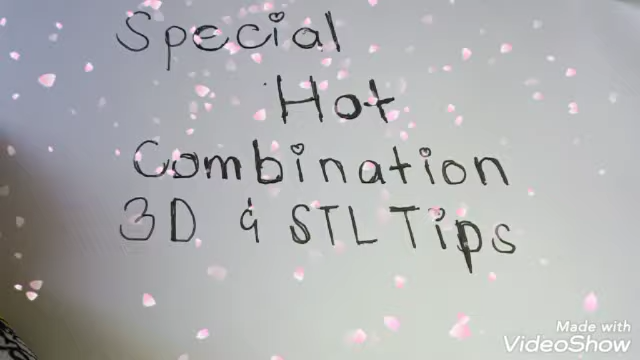 Special
Hot
Combination
3D & STL Tips
Made with
VideoShow